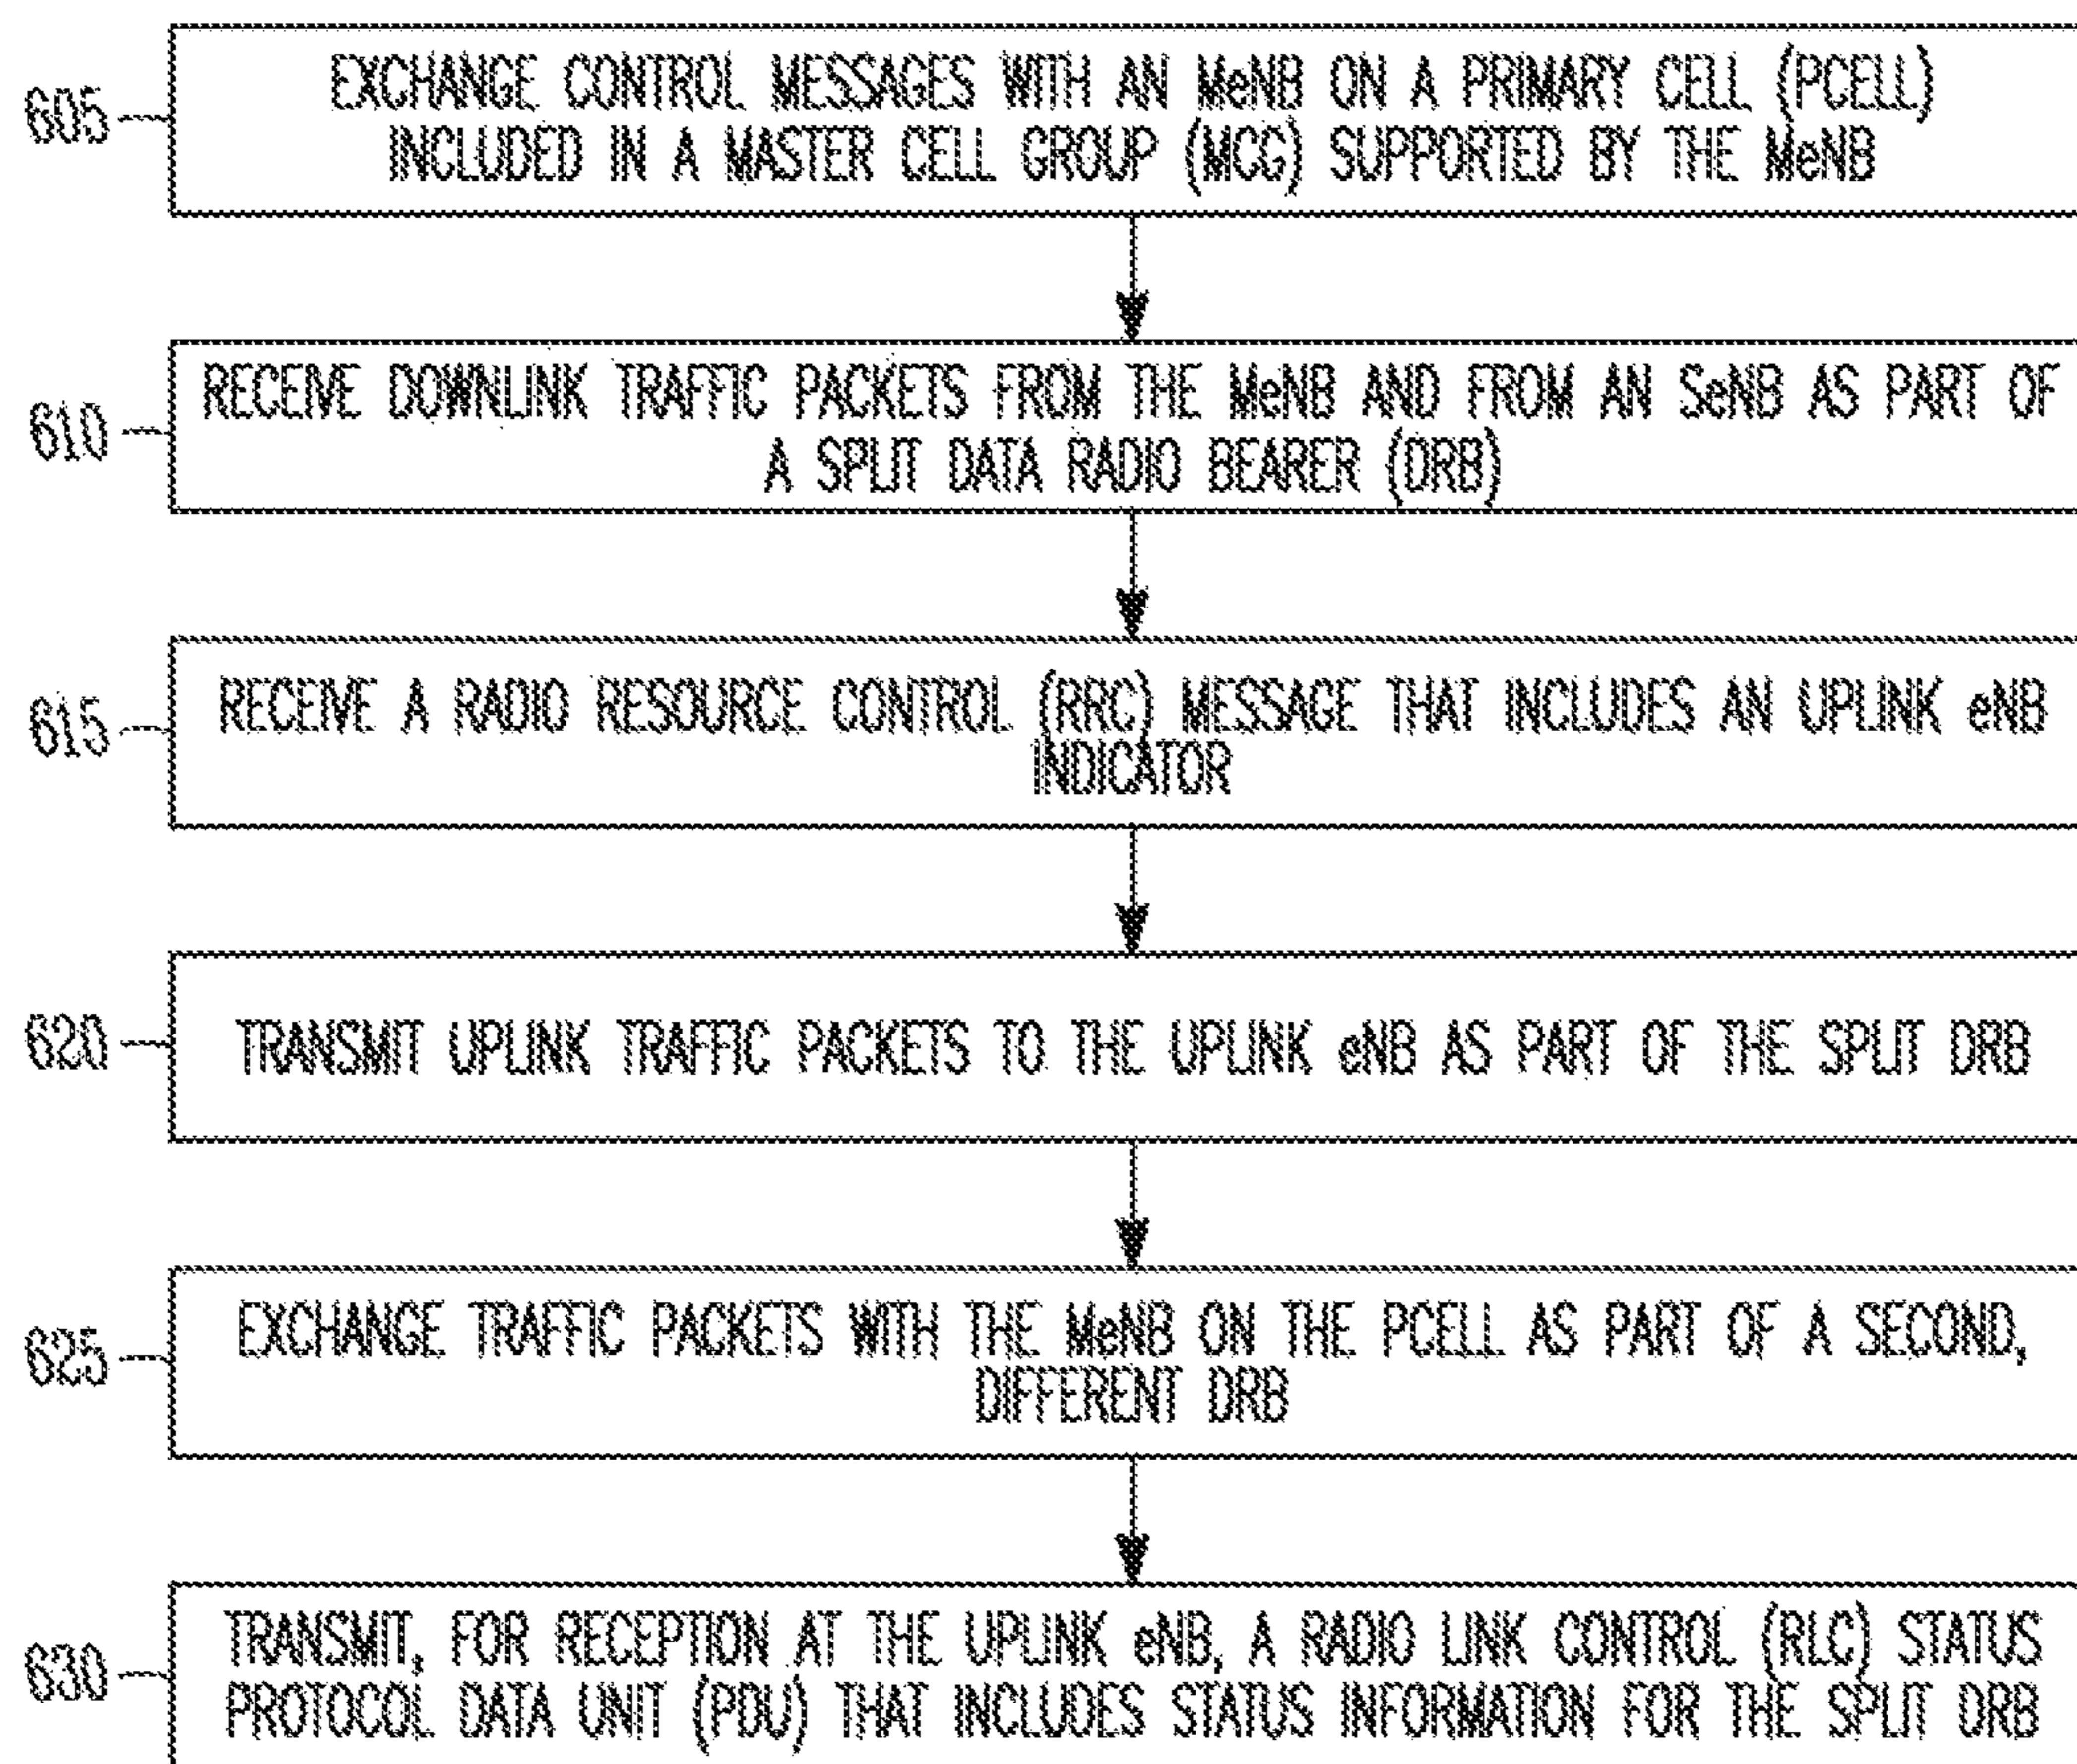 605
EXCHANGE CONTROL MESSAGES WITH AN MeNB ON A PRIMARY CELL (PCELL)
INCLUDED IN A MASTER CELL GROUP (MCG) SUPPORTED BY THE MeNB
610
RECEIVE DOWNLINK TRAFFIC PACKETS FROM THE MeNB AND FROM AN SeNB AS PART OF
A SPLIT DATA RADIO BEARER (DRB)
615
RECEIVE A RADIO RESOURCE CONTROL (RRC) MESSAGE THAT INCLUDES AN UPLINK eNB
INDICATOR
620
TRANSMIT UPLINK TRAFFIC PACKETS TO THE UPLINK eNB AS PART OF THE SPLIT DRB
625
EXCHANGE TRAFFIC PACKETS WITH THE MeNB ON THE PCELL AS PART OF A SECOND,
DIFFERENT DRB
630
TRANSMIT, FOR RECEPTION AT THE UPLINK eNB, A RADIO LINK CONTROL (RLC) STATUS
PROTOCOL DATA UNIT (PDU) THAT INCLUDES STATUS INFORMATION FOR THE SPLIT DRB